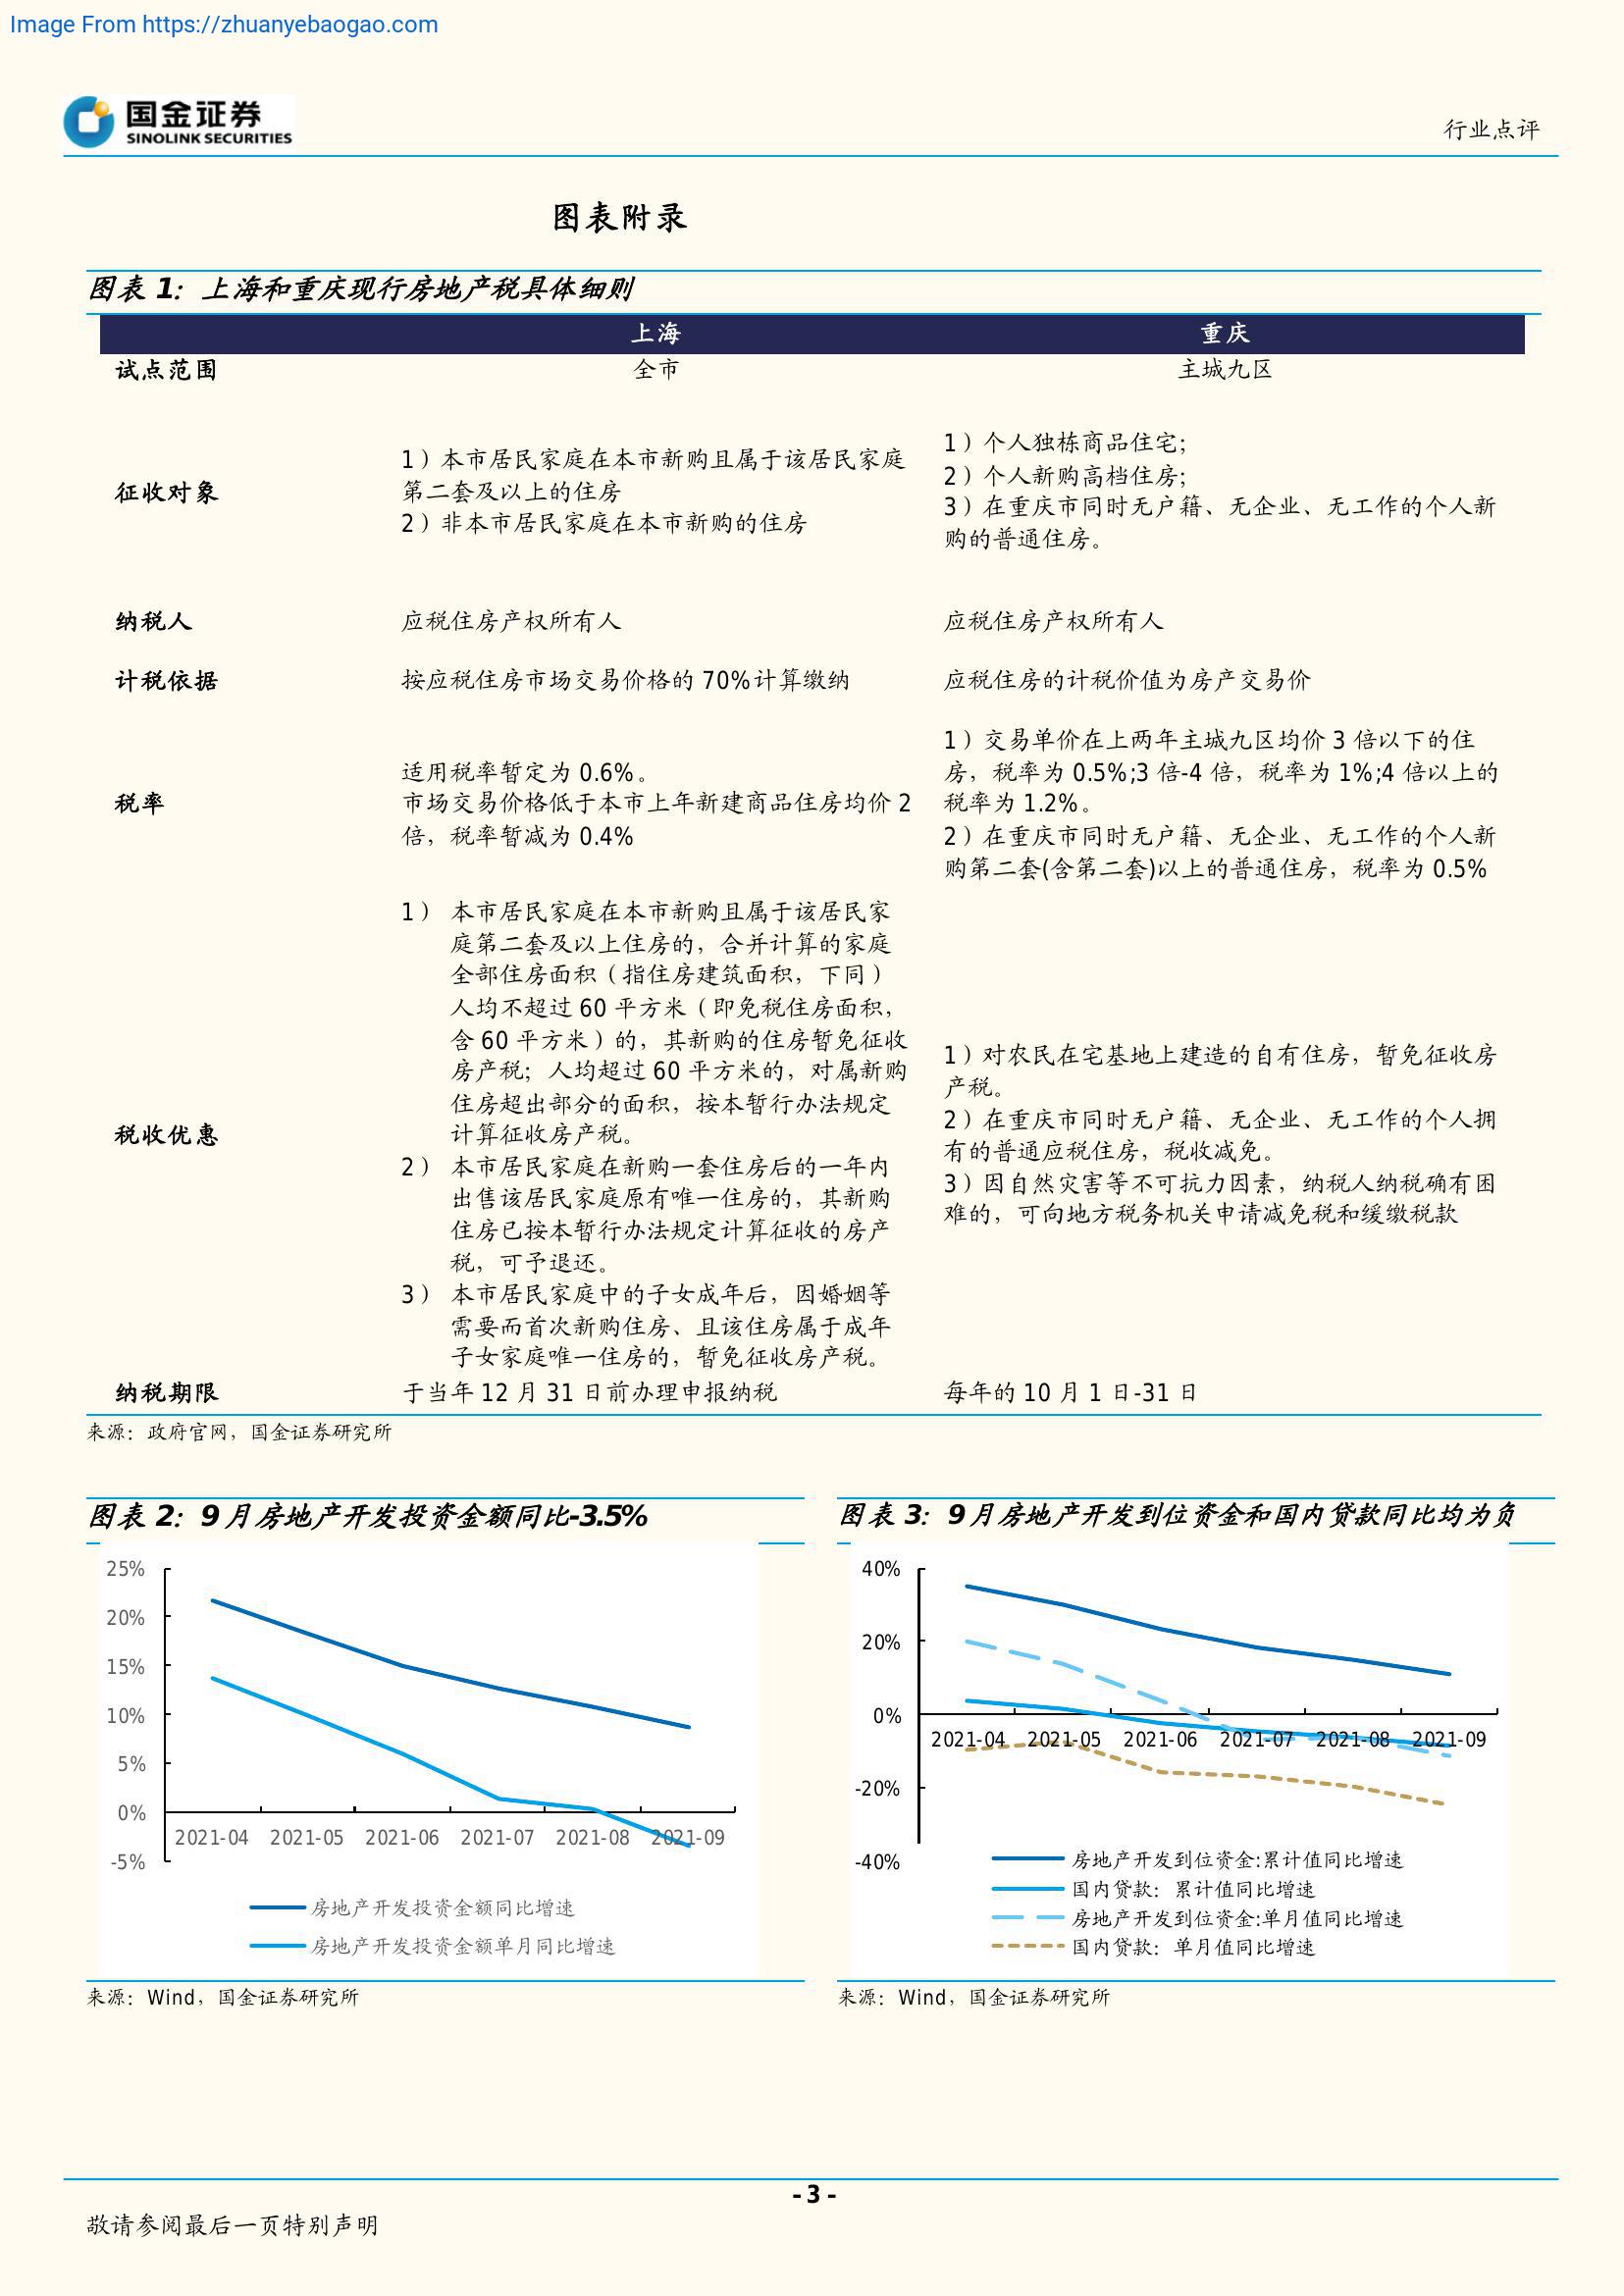 Image From https://zhuanyebaogao.com
国金证券
SINOLINK SECURITIES
行业点评
图表附录
图表 1：上海和重庆现行房地产税具体细则
上海
重庆
试点范围
全市
主城九区
征收对象
1）本市居民家庭在本市新购且属于该居民家庭
第二套及以上的住房
2）非本市居民家庭在本市新购的住房
1）个人独栋商品住宅;
2）个人新购高档住房;
3）在重庆市同时无户籍、无企业、无工作的个人新
购的普通住房。
纳税人
应税住房产权所有人
应税住房产权所有人
计税依据
按应税住房市场交易价格的 70%计算缴纳
应税住房的计税价值为房产交易价
税率
适用税率暂定为 0.6%。
市场交易价格低于本市上年新建商品住房均价 2
倍，税率暂减为 0.4%
1）交易单价在上两年主城九区均价 3 倍以下的住
房，税率为 0.5%;3 倍-4 倍，税率为 1%;4 倍以上的
税率为 1.2%。
2）在重庆市同时无户籍、无企业、无工作的个人新
购第二套(含第二套)以上的普通住房，税率为 0.5%
税收优惠
1） 本市居民家庭在本市新购且属于该居民家
庭第二套及以上住房的，合并计算的家庭
全部住房面积（指住房建筑面积，下同）
人均不超过 60 平方米（即免税住房面积，
含 60 平方米）的，其新购的住房暂免征收
房产税；人均超过 60 平方米的，对属新购
住房超出部分的面积，按本暂行办法规定
计算征收房产税。
2） 本市居民家庭在新购一套住房后的一年内
出售该居民家庭原有唯一住房的，其新购
住房已按本暂行办法规定计算征收的房产
税，可予退还。
3） 本市居民家庭中的子女成年后，因婚姻等
需要而首次新购住房、且该住房属于成年
子女家庭唯一住房的，暂免征收房产税。
1）对农民在宅基地上建造的自有住房，暂免征收房
产税。
2）在重庆市同时无户籍、无企业、无工作的个人拥
有的普通应税住房，税收减免。
3）因自然灾害等不可抗力因素，纳税人纳税确有困
难的，可向地方税务机关申请减免税和缓缴税款
纳税期限
于当年 12 月 31 日前办理申报纳税
每年的 10 月 1 日-31 日
来源：政府官网，国金证券研究所
图表 2：9 月房地产开发投资金额同比-3.5%
25%
20%
15%
10%
5%
0%
-5%
2021-04 2021-05 2021-06 2021-07 2021-08 2021-09
房地产开发投资金额同比增速
房地产开发投资金额单月同比增速
来源：Wind，国金证券研究所
图表 3：9 月房地产开发到位资金和国内贷款同比均为负
40%
20%
0%
-20%
-40%
2021-04 2021-05 2021-06 2021-07 2021-08 2021-09
房地产开发到位资金:累计值同比增速
国内贷款：累计值同比增速
房地产开发到位资金:单月值同比增速
国内贷款：单月值同比增速
来源：Wind，国金证券研究所
- 3 -
敬请参阅最后一页特别声明